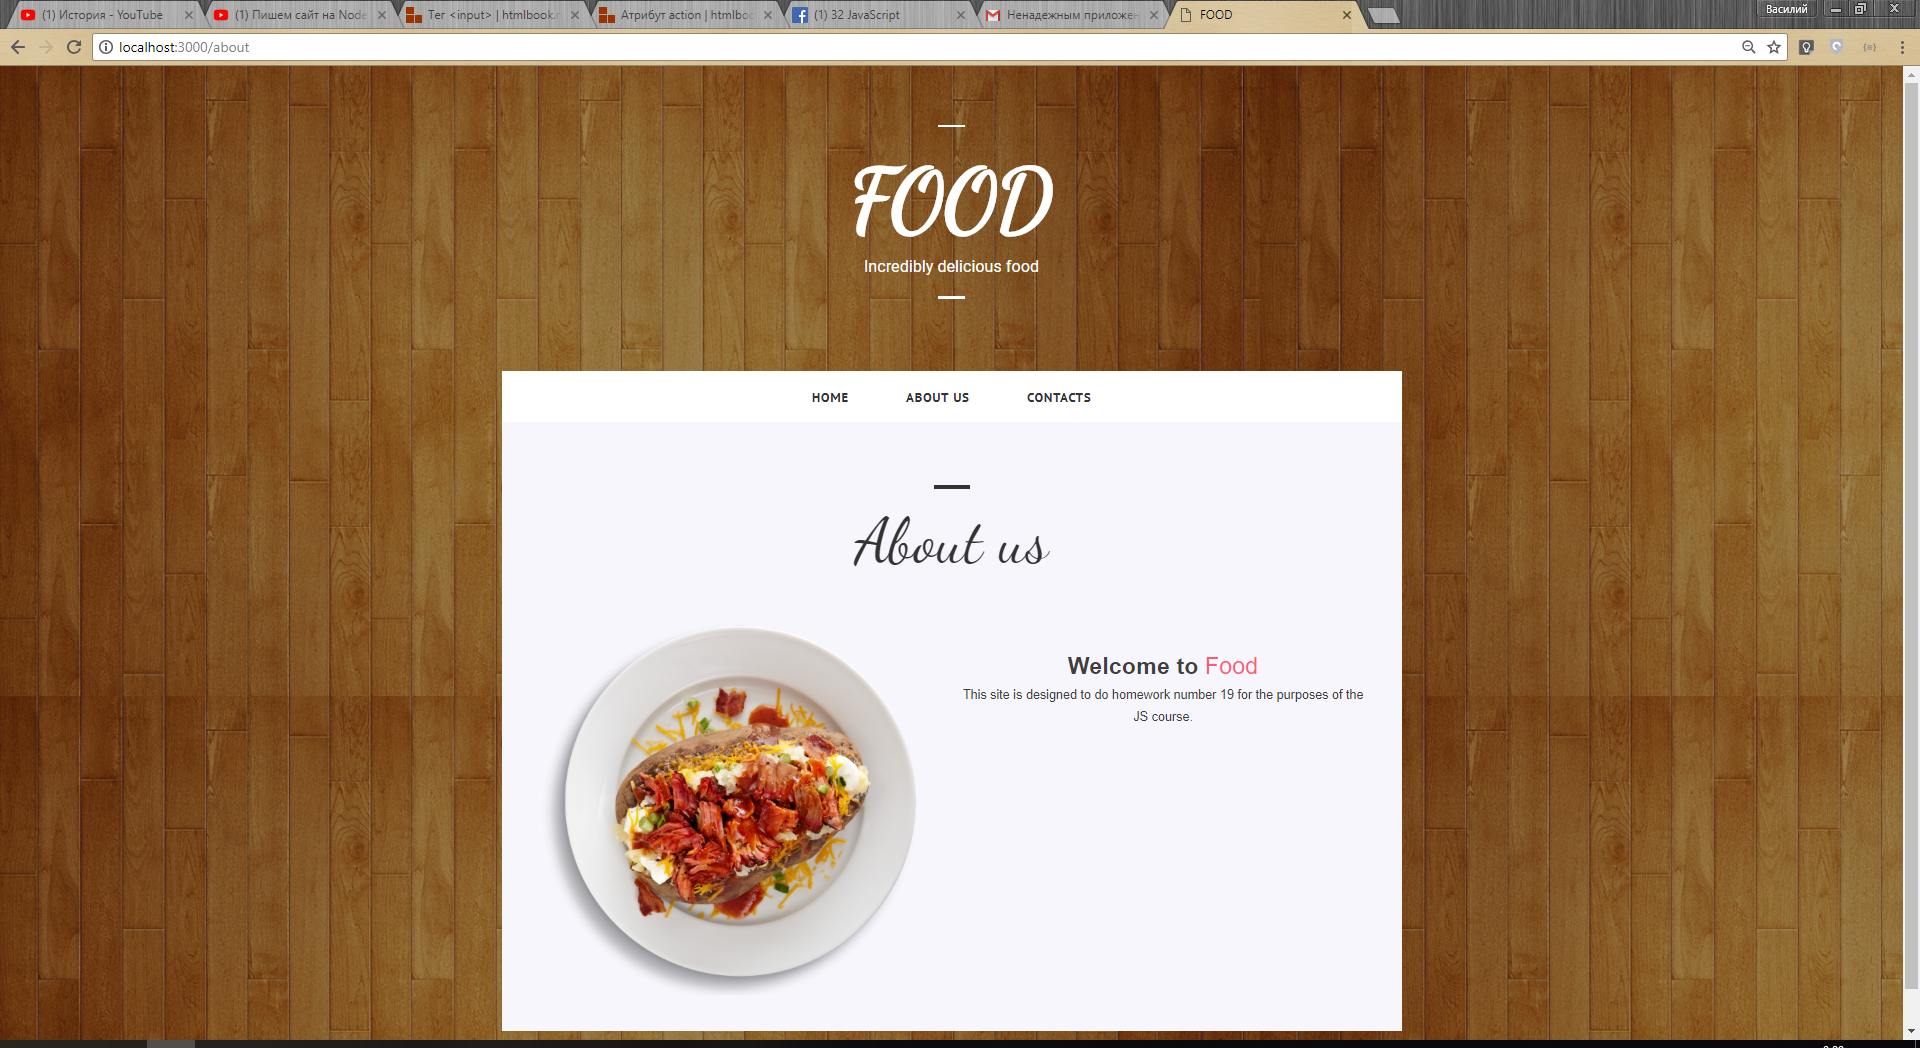 (1) История - YouTube
(1) Пишем сайт на Node
Тег <input> | htmlbook.r
Атрибут action | htmlboo
(1) 32 JavaScript
Ненадежным приложен
FOOD
Василий
localhost:3000/about
FOOD
Incredibly delicious food
HOME ABOUT US CONTACTS
About us
Welcome to Food
This site is designed to do homework number 19 for the purposes of the
JS course.